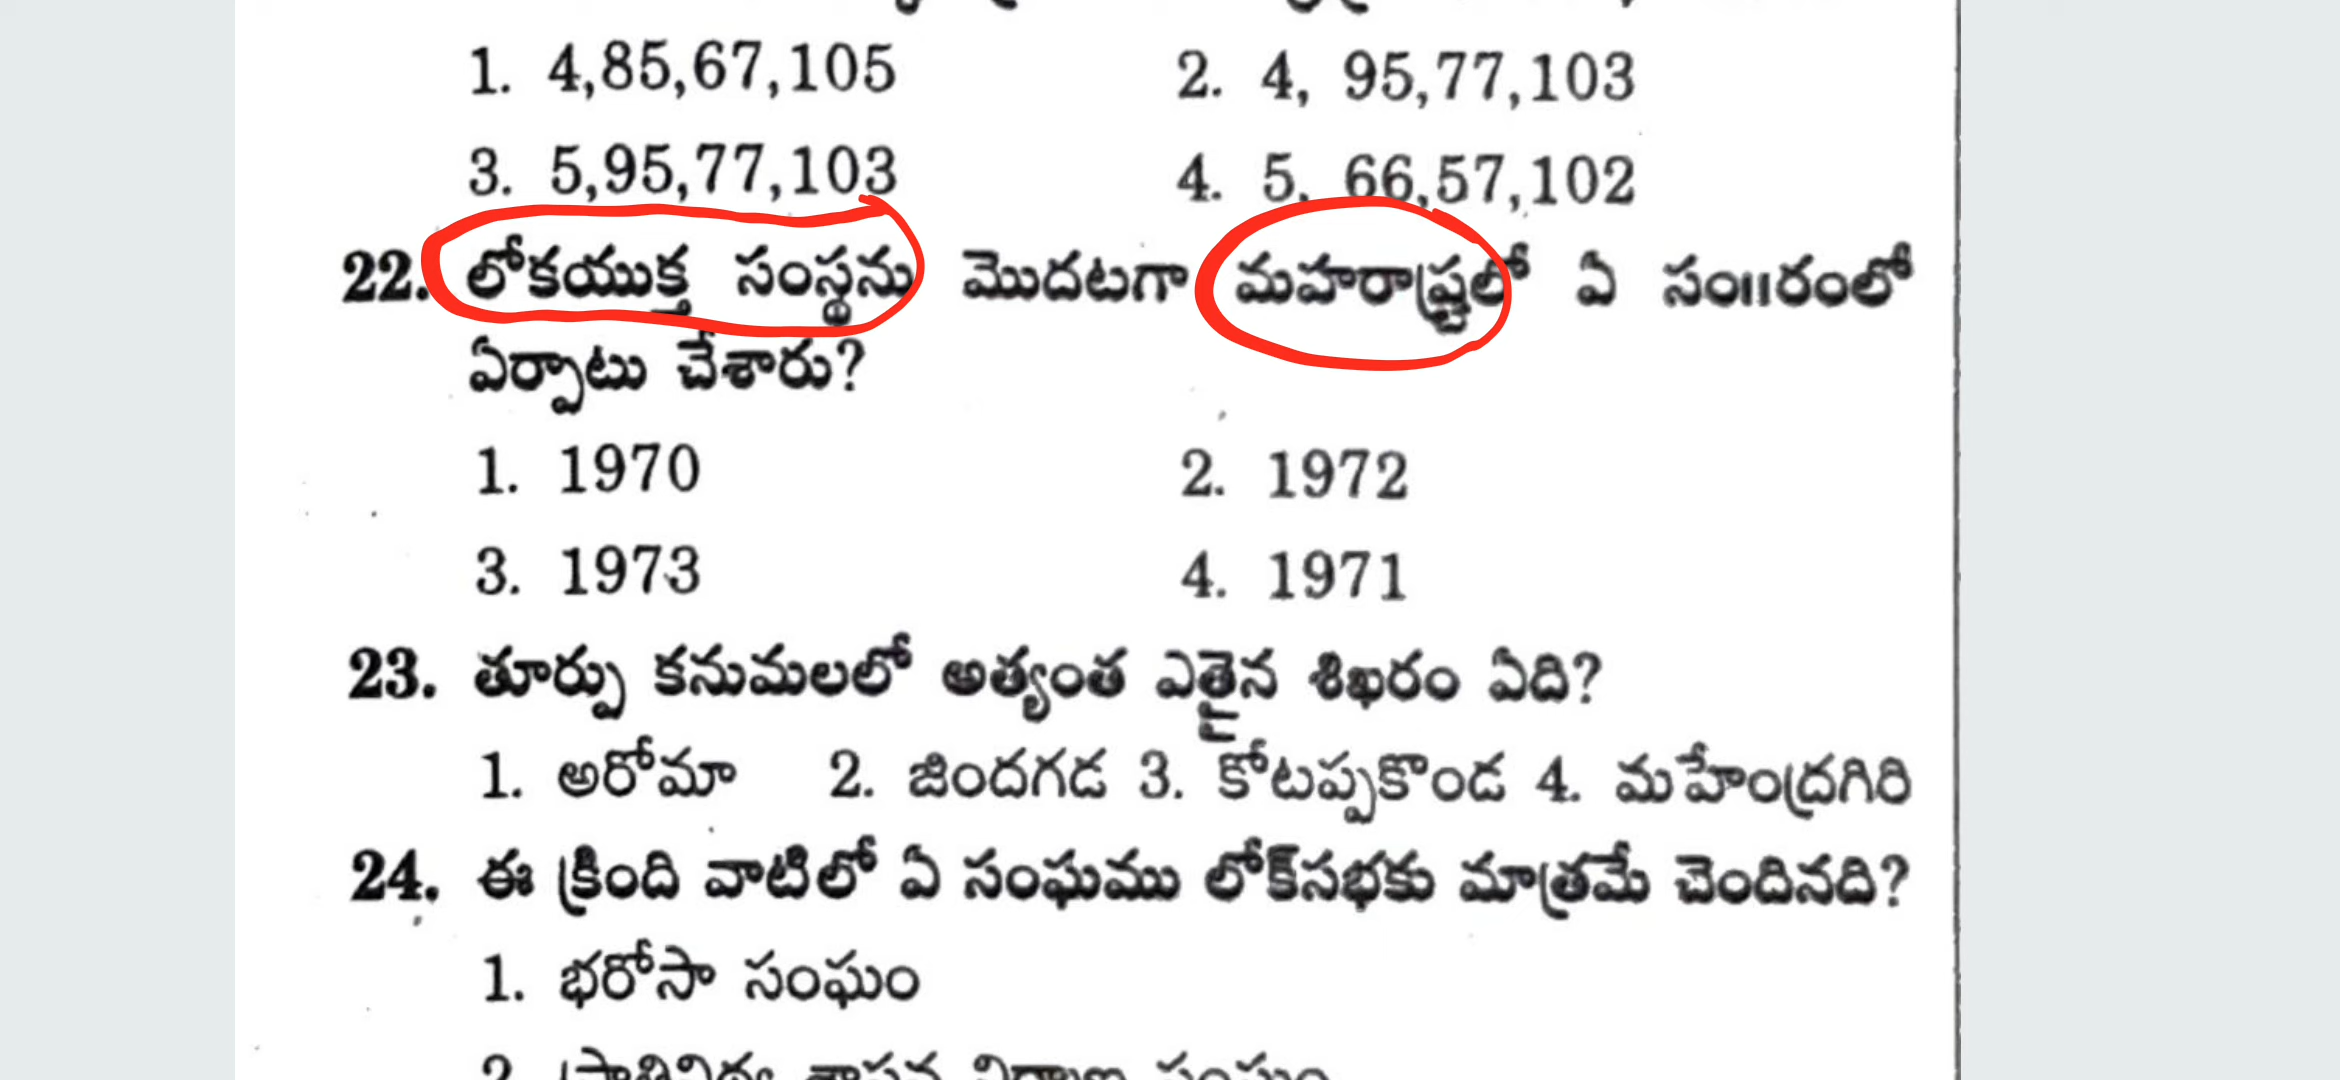 1. 4,85,67,105 2. 4, 95,77,103
3. 5,95,77,103 4. 5, 66,57,102
22. లోకయుక్త సంస్థను మొదటగా మహరాష్ట్రలో ఏ సం॥రంలో
ఏర్పాటు చేశారు?
1. 1970 2. 1972
3. 1973 4. 1971
23. తూర్పు కనుమలలో అత్యంత ఎత్తైన శిఖరం ఏది?
1. అరోమా 2. జిందగడ 3. కోటప్పకొండ 4. మహేంద్రగిరి
24. ఈ క్రింది వాటిలో ఏ సంఘము లోక్‌సభకు మాత్రమే చెందినది?
1. భరోసా సంఘం
2.